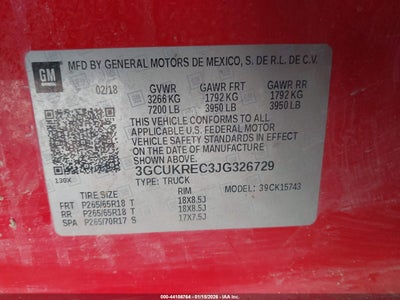 GM
MFD BY GENERAL MOTORS DE MEXICO, S. DE R.L. DE C.V.
02/18 GVWR GAWR FRT GAWR RR
3266 KG 1792 KG 1792 KG
7200 LB 3950 LB 3950 LB
THIS VEHICLE CONFORMS TO ALL
APPLICABLE U.S. FEDERAL MOTOR
VEHICLE SAFETY STANDARDS IN EFFECT
ON THE DATE OF MANUFACTURE SHOWN ABOVE.
130X
3GCUKREC3JG326729
TYPE: TRUCK
MODEL: 39CK15743
TIRE SIZE RIM
FRT P265/65R18 T 18X8.5J
RR P265/65R18 T 18X8.5J
SPA P265/70R17 S 17X7.5J
© IAA 000-44108764 - 01/15/2026 - IAAI.COM